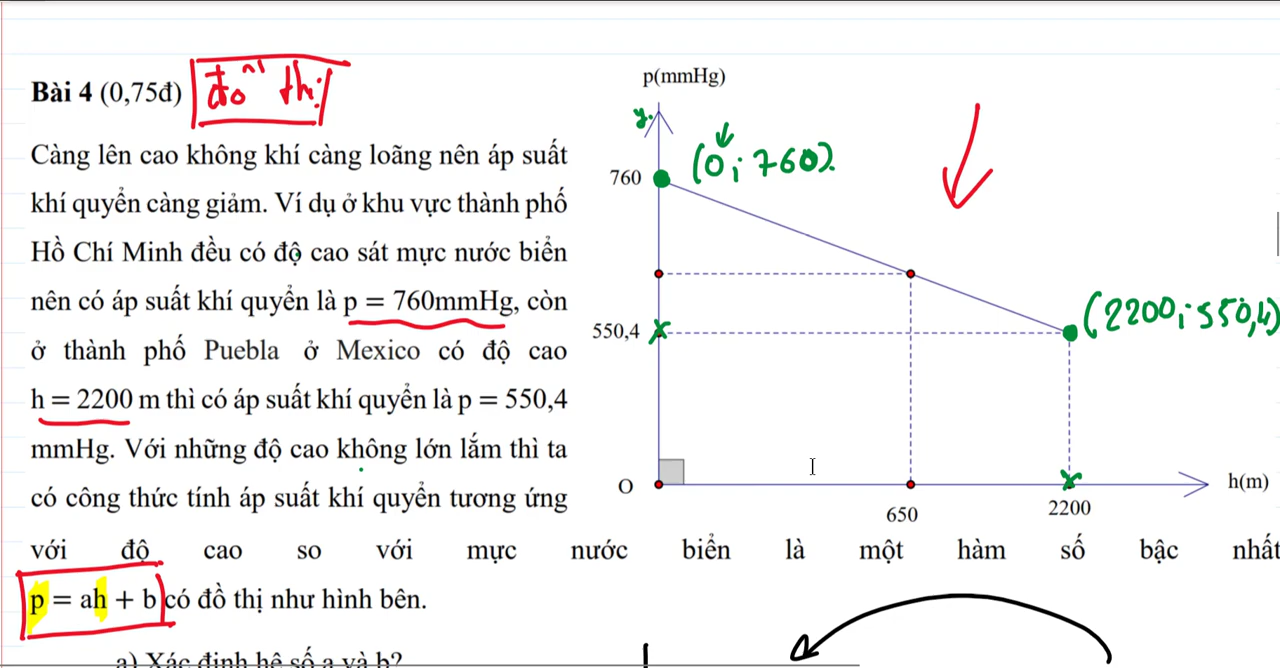 Bài 4 (0,75đ) đồ thị
Càng lên cao không khí càng loãng nên áp suất
khí quyển càng giảm. Ví dụ ở khu vực thành phố
Hồ Chí Minh đều có độ cao sát mực nước biển
nên có áp suất khí quyển là p = 760mmHg, còn
ở thành phố Puebla ở Mexico có độ cao
h = 2200 m thì có áp suất khí quyển là p = 550,4
mmHg. Với những độ cao không lớn lắm thì ta
có công thức tính áp suất khí quyển tương ứng
với độ cao so với mực nước biển là một hàm số bậc nhất
p = ah + b có đồ thị như hình bên.
a) Xác định hệ số a và b?
p(mmHg)
y
760
(0; 760)
550,4
(2200; 550,4)
O
650
2200
h(m)